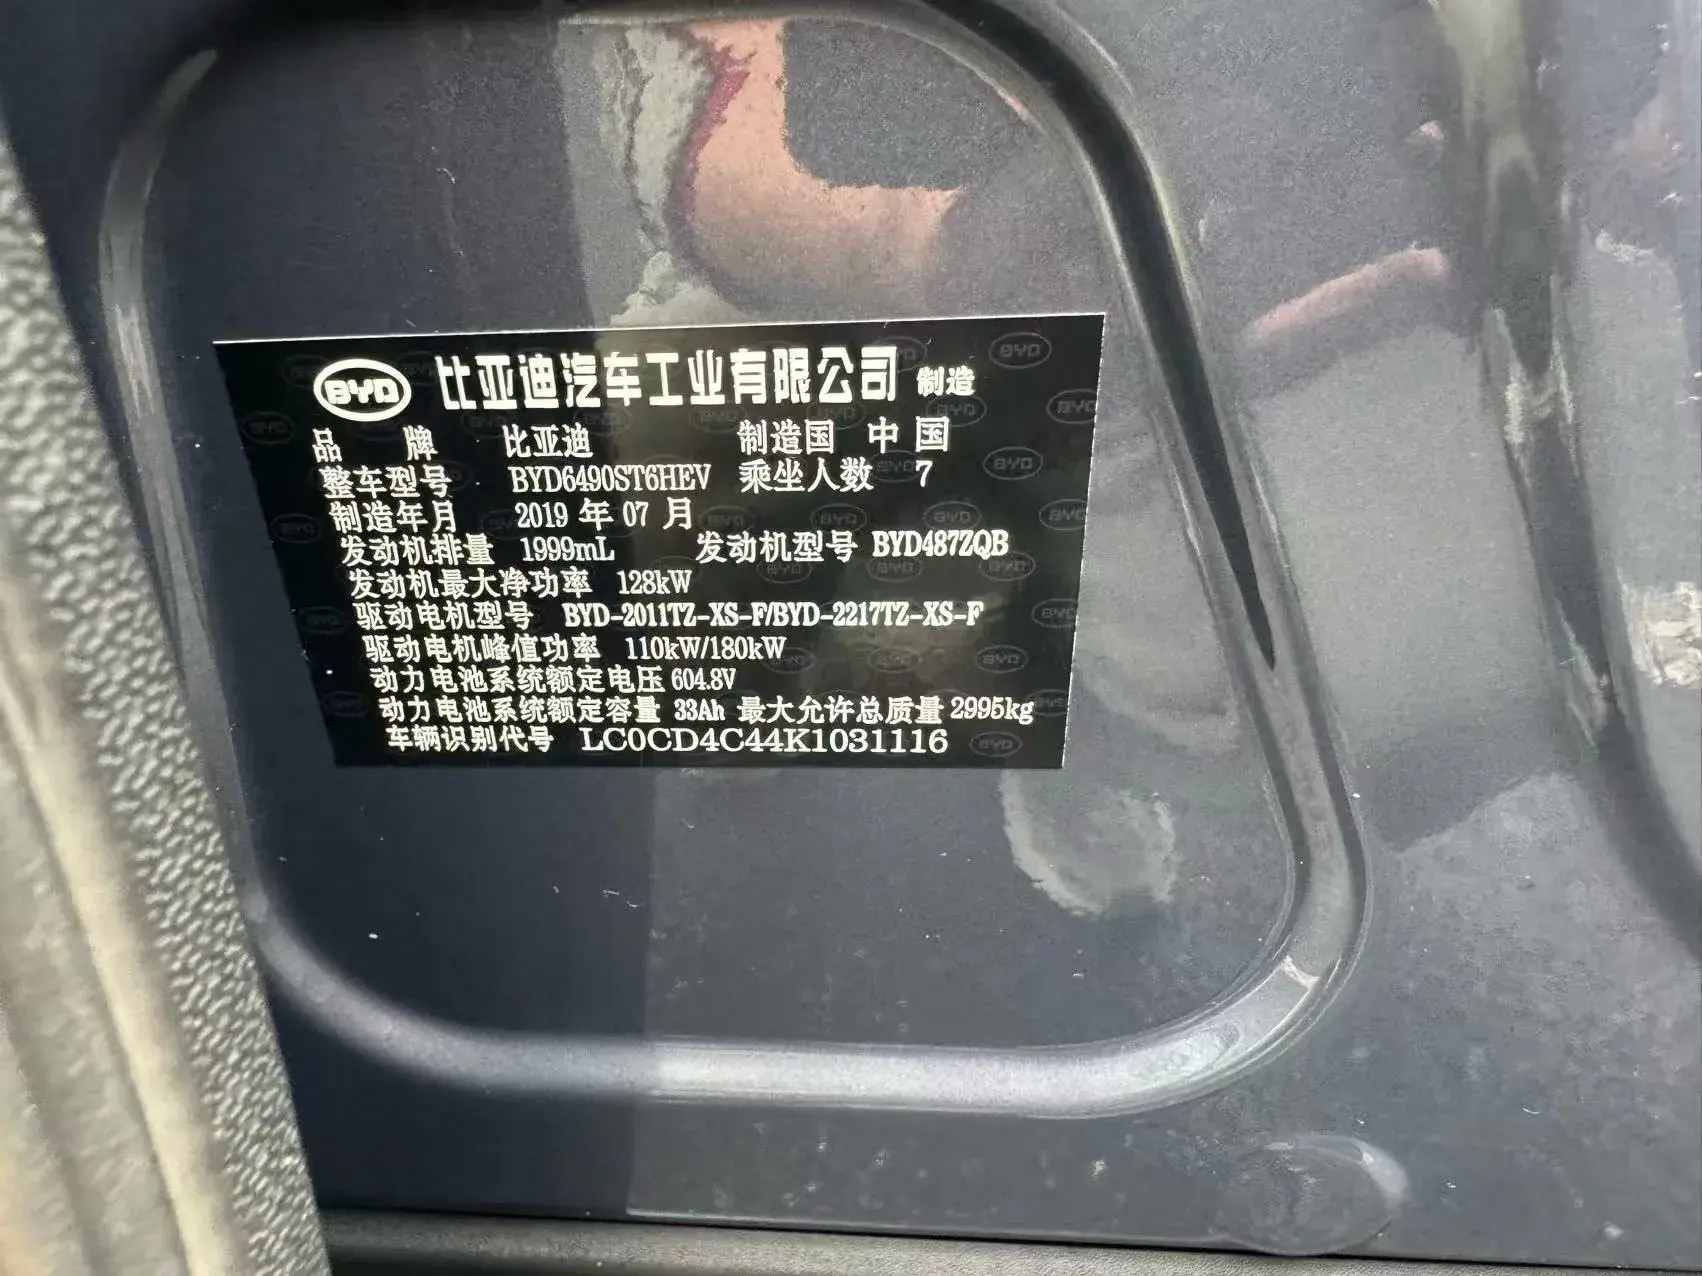 BYD 比亚迪汽车工业有限公司 制造
品牌 比亚迪 制造国 中国
整车型号 BYD6490ST6HEV 乘坐人数 7
制造年月 2019 年 07 月
发动机排量 1999mL 发动机型号 BYD487ZQB
发动机最大净功率 128kW
驱动电机型号 BYD-2011TZ-XS-F/BYD-2217TZ-XS-F
驱动电机峰值功率 110kW/180kW
动力电池系统额定电压 604.8V
动力电池系统额定容量 33Ah 最大允许总质量 2995kg
车辆识别代号 LC0CD4C44K1031116